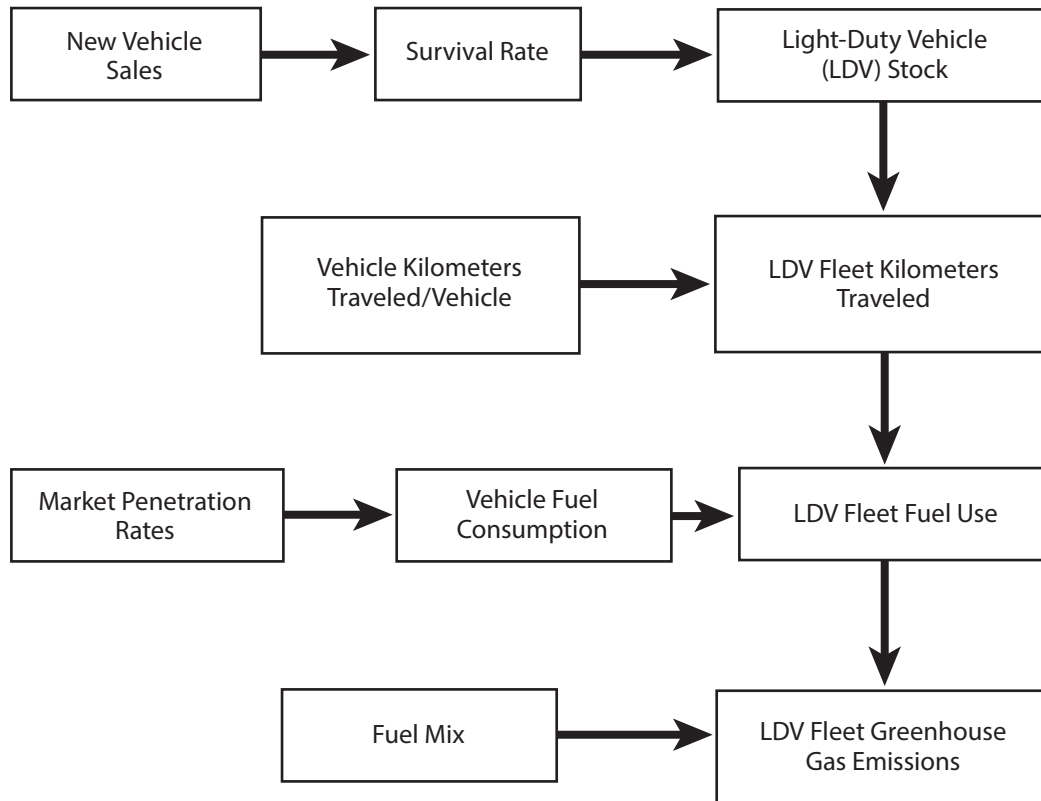 New Vehicle
Sales
Survival Rate
Light-Duty Vehicle
(LDV) Stock
Vehicle Kilometers
Traveled/Vehicle
LDV Fleet Kilometers
Traveled
Market Penetration
Rates
Vehicle Fuel
Consumption
LDV Fleet Fuel Use
Fuel Mix
LDV Fleet Greenhouse
Gas Emissions